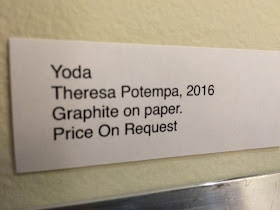 Yoda
Theresa Potempa, 2016
Graphite on paper.
Price On Request